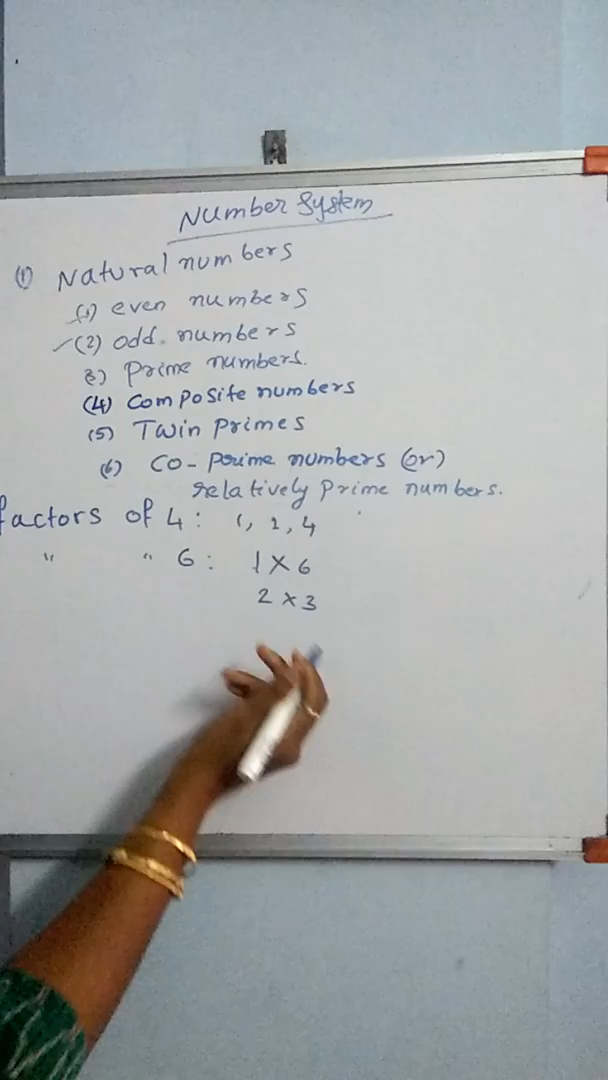 Number System
(1) Natural numbers
(1) even numbers
(2) odd numbers
3) Prime numbers.
(4) Composite numbers
(5) Twin primes
(6) Co-prime numbers (or)
relatively prime numbers.
factors of 4: 1, 2, 4
" " 6: 1 X 6
2 x 3